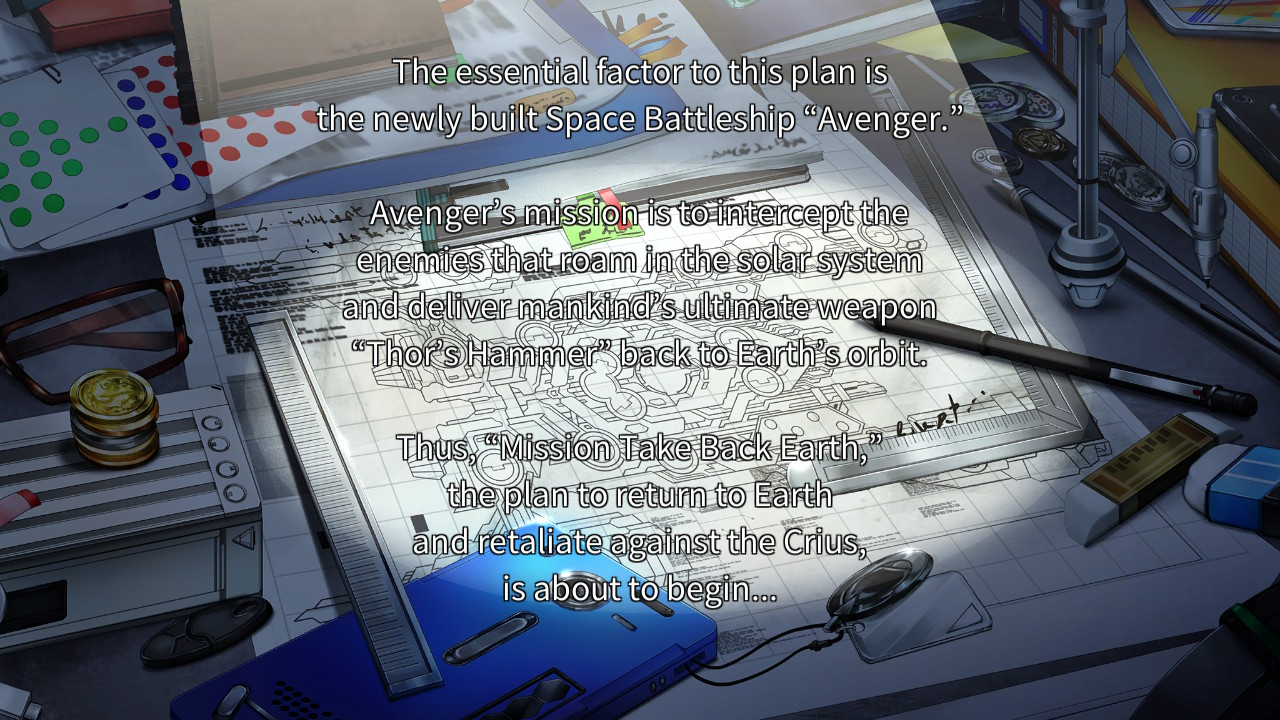 The essential factor to this plan is
the newly built Space Battleship “Avenger.”
Avenger’s mission is to intercept the
enemies that roam in the solar system
and deliver mankind’s ultimate weapon
“Thor’s Hammer” back to Earth’s orbit.
Thus, “Mission Take Back Earth,”
the plan to return to Earth
and retaliate against the Crius,
is about to begin...